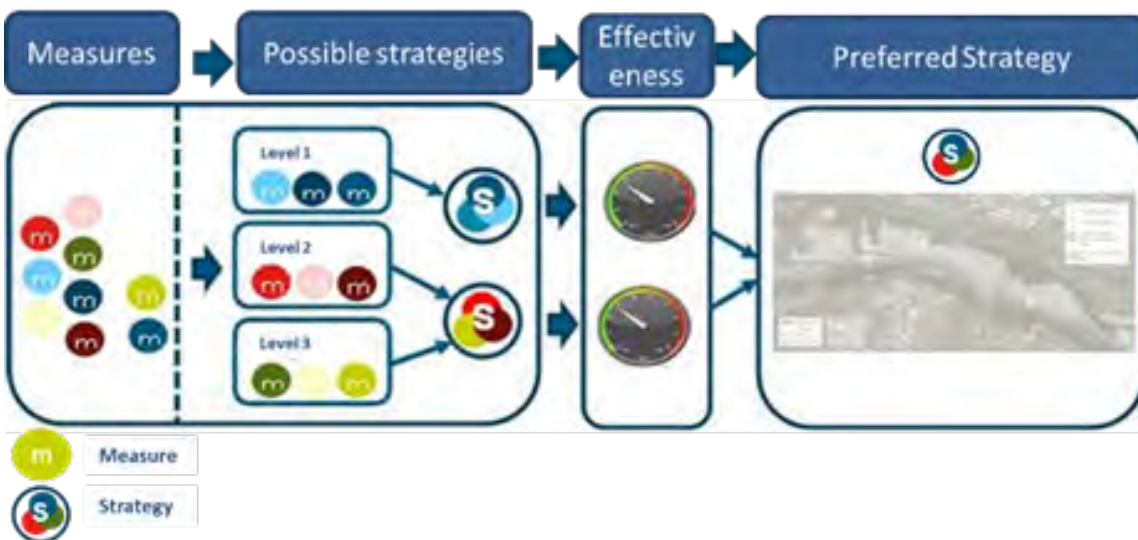 Measures
Possible strategies
Effectiv
eness
Preferred Strategy
Level 1
m
m
m
S
Level 2
m
m
m
S
Level 3
m
m
m
m
m
m
m
m
m
m
m
m
S
m
Measure
S
Strategy